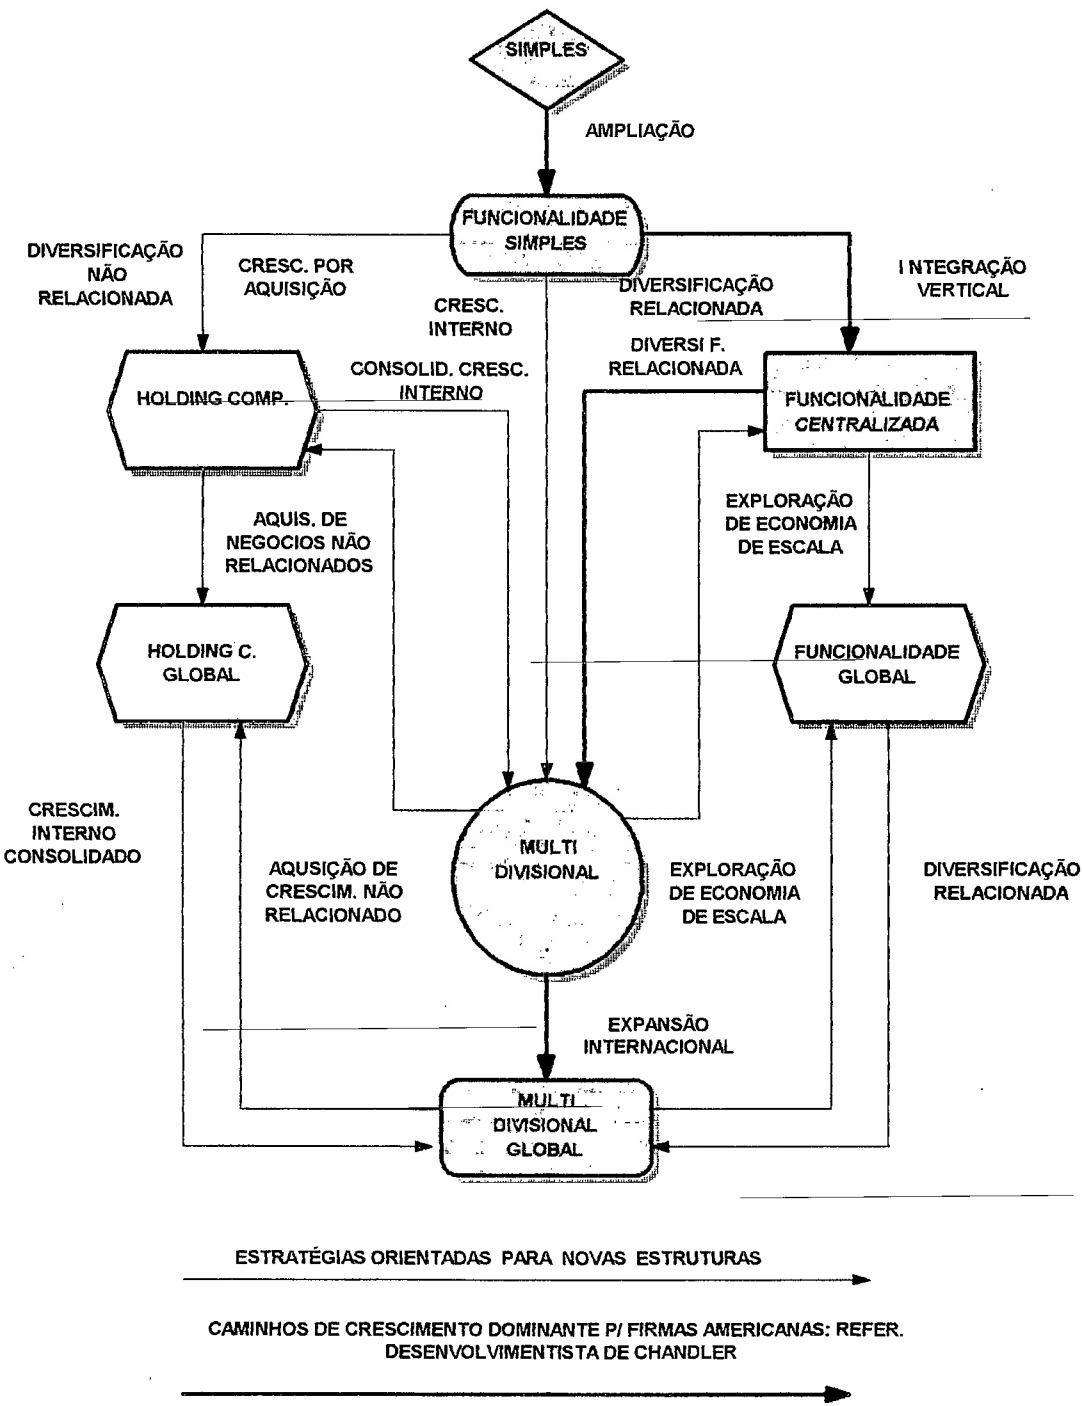 SIMPLES
AMPLIAÇÃO
FUNCIONALIDADE
SIMPLES
DIVERSIFICAÇÃO
NÃO
RELACIONADA
CRESC. POR
AQUISIÇÃO
CRESC.
INTERNO
DIVERSIFICAÇÃO
RELACIONADA
I NTEGRAÇÃO
VERTICAL
CONSOLID. CRESC.
INTERNO
DIVERSI F.
RELACIONADA
HOLDING COMP.
FUNCIONALIDADE
CENTRALIZADA
AQUIS. DE
NEGOCIOS NÃO
RELACIONADOS
EXPLORAÇÃO
DE ECONOMIA
DE ESCALA
HOLDING C.
GLOBAL
FUNCIONALIDADE
GLOBAL
CRESCIM.
INTERNO
CONSOLIDADO
AQUSIÇÃO DE
CRESCIM. NÃO
RELACIONADO
MULTI
DIVISIONAL
EXPLORAÇÃO
DE ECONOMIA
DE ESCALA
DIVERSIFICAÇÃO
RELACIONADA
EXPANSÃO
INTERNACIONAL
MULTI
DIVISIONAL
GLOBAL
ESTRATÉGIAS ORIENTADAS PARA NOVAS ESTRUTURAS
CAMINHOS DE CRESCIMENTO DOMINANTE P/ FIRMAS AMERICANAS: REFER.
DESENVOLVIMENTISTA DE CHANDLER